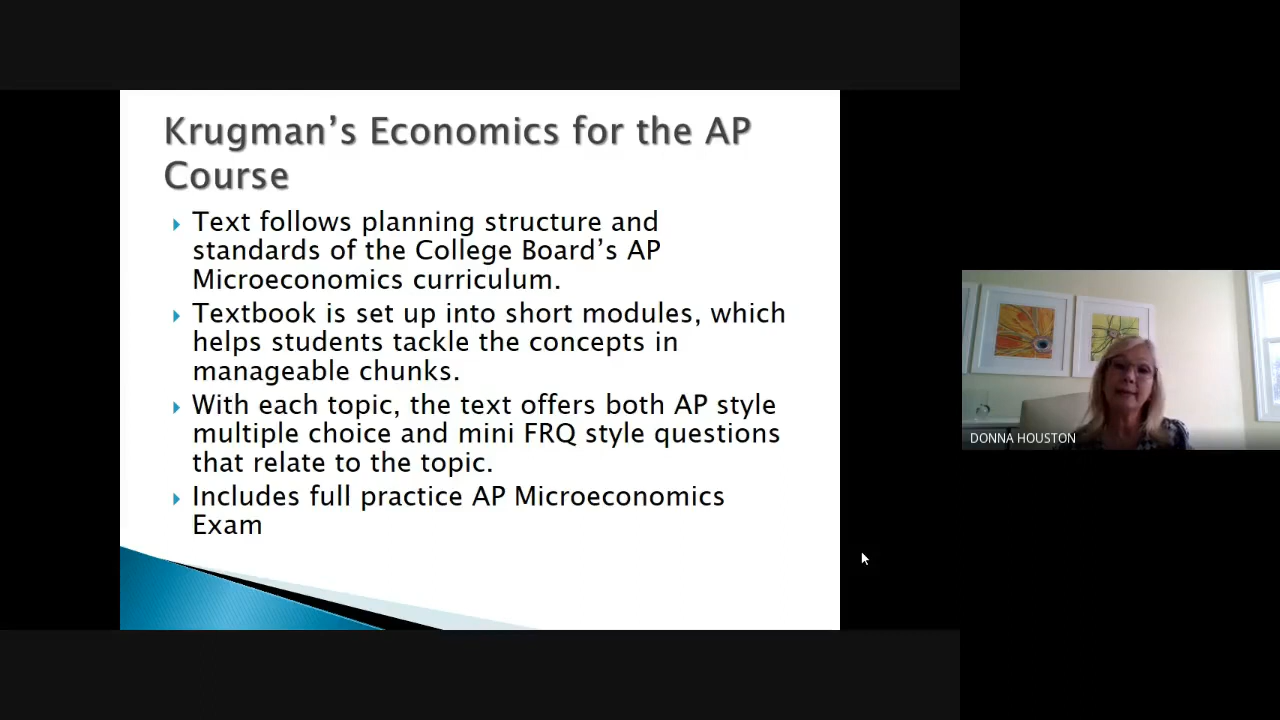 Krugman’s Economics for the AP
Course
Text follows planning structure and
standards of the College Board’s AP
Microeconomics curriculum.
Textbook is set up into short modules, which
helps students tackle the concepts in
manageable chunks.
With each topic, the text offers both AP style
multiple choice and mini FRQ style questions
that relate to the topic.
Includes full practice AP Microeconomics
Exam
DONNA HOUSTON